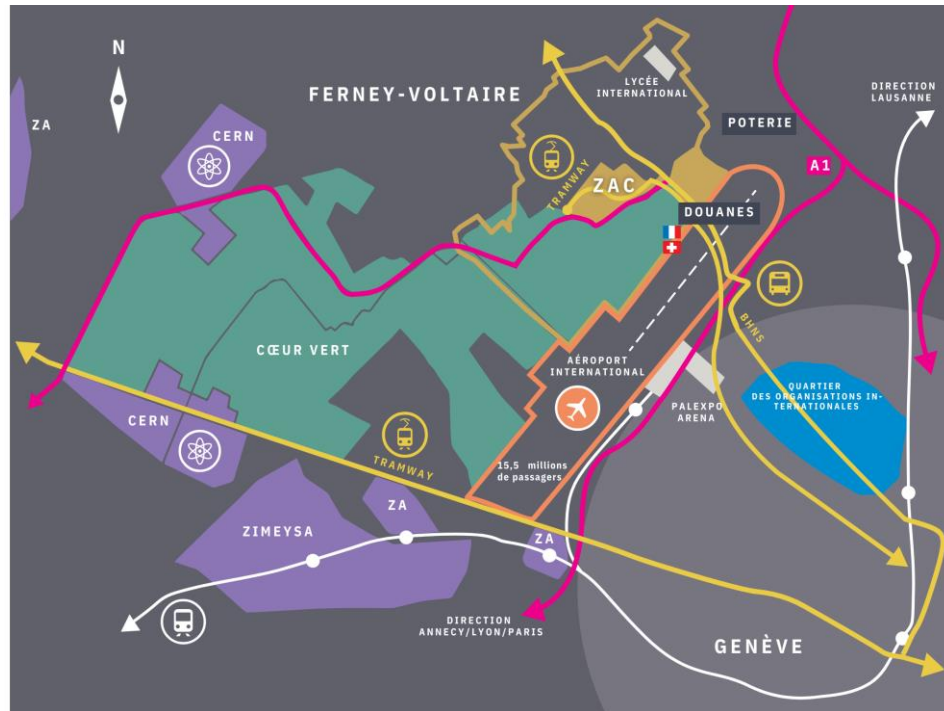 N
FERNEY-VOLTAIRE
LYCÉE
INTERNATIONAL
DIRECTION
LAUSANNE
ZA
CERN
POTERIE
A1
TRAMWAY
ZAC
DOUANES
BHNS
CŒUR VERT
AÉROPORT
INTERNATIONAL
PALEXPO
ARENA
QUARTIER
DES ORGANISATIONS IN-
TERNATIONALES
CERN
TRAMWAY
15,5 millions
de passagers
ZA
ZIMEYSA
ZA
DIRECTION
ANNECY/LYON/PARIS
GENÈVE